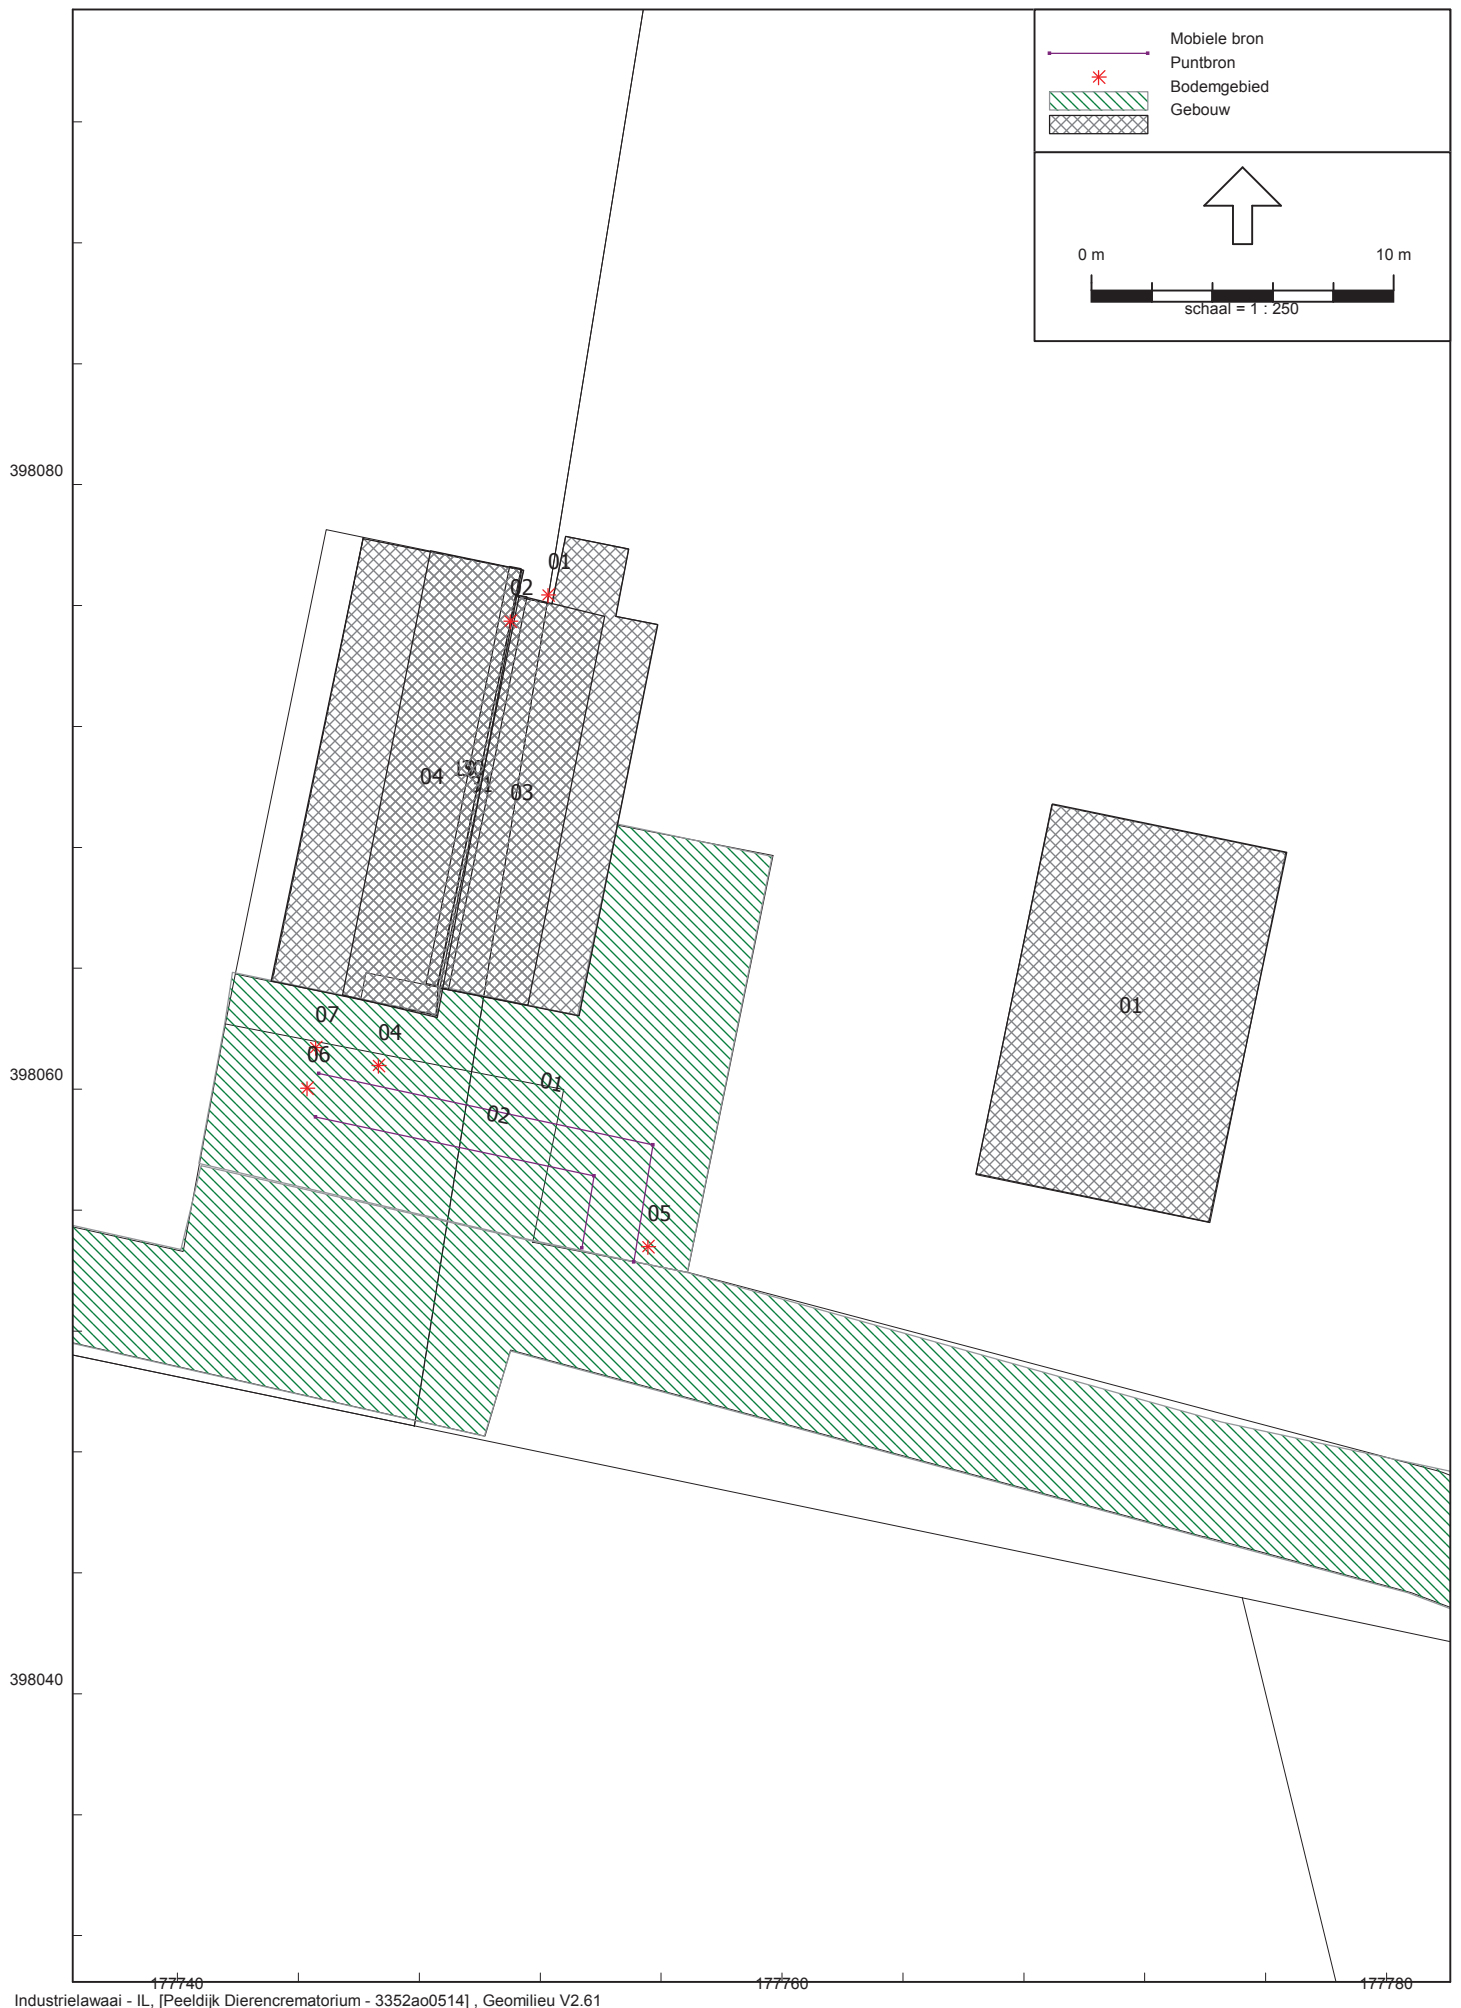 Mobiele bron
Puntbron
Bodemgebied
Gebouw
0 m 10 m
schaal = 1 : 250
398080
01
02
04
03
01
07
04
06
398060
01
02
05
398040
177740 177760 177780
Industrielawaai - IL, [Peeldijk Dierencrematorium - 3352ao0514] , Geomilieu V2.61